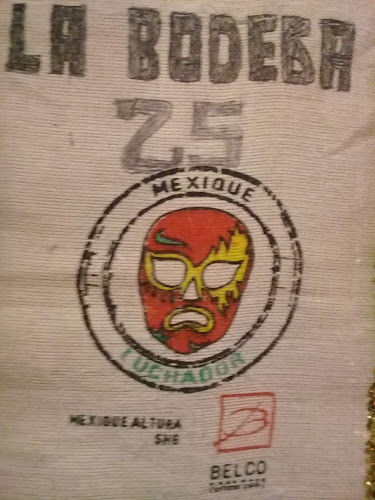 LA BODEGA
25
MEXIQUE
LUCHADOR
MEXIQUE ALTURA
SHG
BELCO